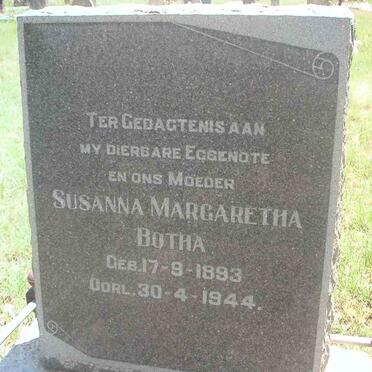 TER GEDAGTENIS AAN
MY DIERBARE EGGENOTE
EN ONS MOEDER
SUSANNA MARGARETHA
BOTHA
GEB. 17-9-1893
OORL. 30-4-1944.